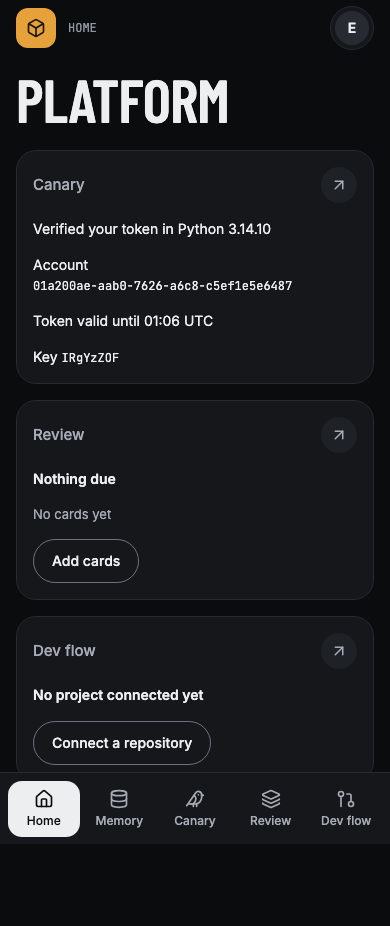 HOME
E
PLATFORM
Canary
Verified your token in Python 3.14.10
Account
01a200ae-aab0-7626-a6c8-c5ef1e5e6487
Token valid until 01:06 UTC
Key IRgYzZOF
Review
Nothing due
No cards yet
Add cards
Dev flow
No project connected yet
Connect a repository
Home
Memory
Canary
Review
Dev flow